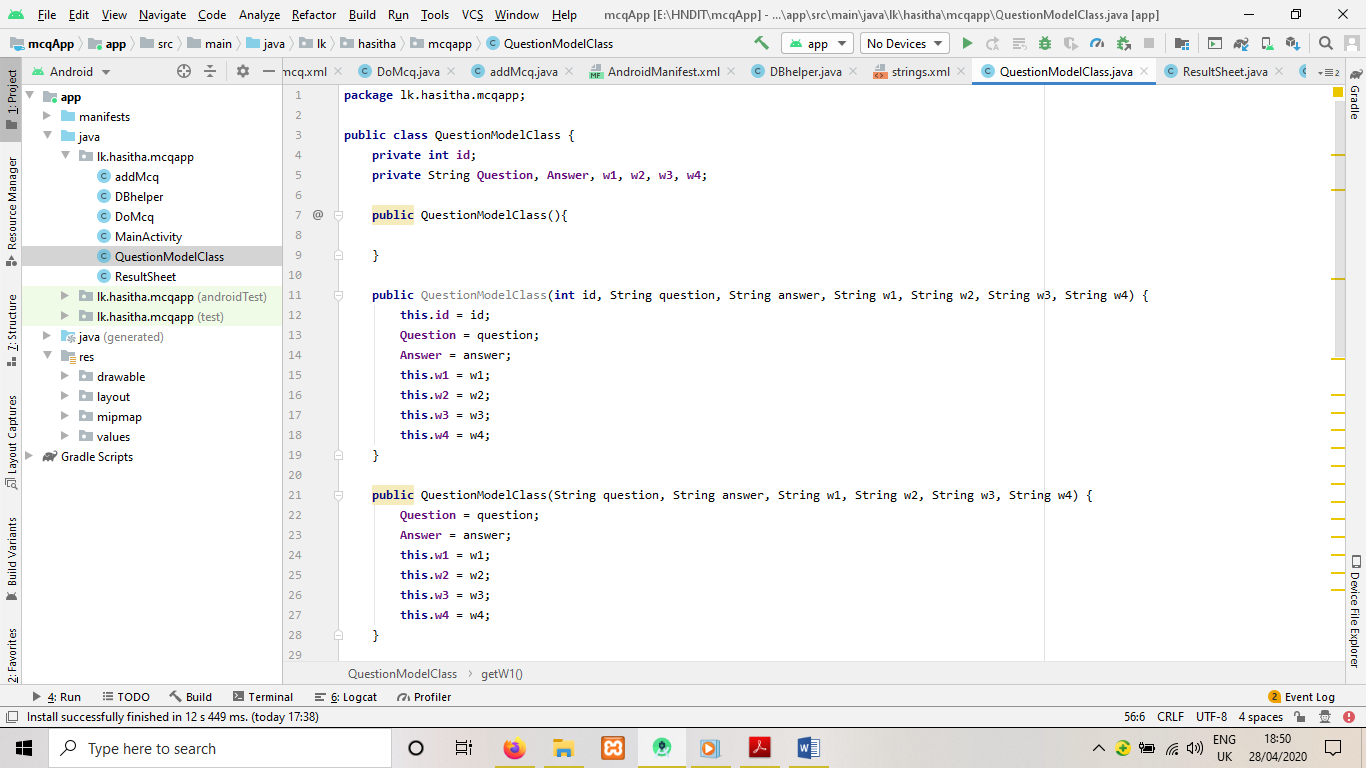 File Edit View Navigate Code Analyze Refactor Build Run Tools VCS Window Help mcqApp [E:\HNDIT\mcqApp] - ...\app\src\main\java\lk\hasitha\mcqapp\QuestionModelClass.java [app]
mcqApp app src main java lk hasitha mcqapp QuestionModelClass app No Devices
Android mcq.xml DoMcq.java addMcq.java AndroidManifest.xml DBhelper.java strings.xml QuestionModelClass.java ResultSheet.java 2
1: Project
Resource Manager
7: Structure
Layout Captures
Build Variants
2: Favorites
app
manifests
java
lk.hasitha.mcqapp
addMcq
DBhelper
DoMcq
MainActivity
QuestionModelClass
ResultSheet
lk.hasitha.mcqapp (androidTest)
lk.hasitha.mcqapp (test)
java (generated)
res
drawable
layout
mipmap
values
Gradle Scripts
1 package lk.hasitha.mcqapp;
2
3 public class QuestionModelClass {
4 private int id;
5 private String Question, Answer, w1, w2, w3, w4;
6
7 @ public QuestionModelClass(){
8
9 }
10
11 public QuestionModelClass(int id, String question, String answer, String w1, String w2, String w3, String w4) {
12 this.id = id;
13 Question = question;
14 Answer = answer;
15 this.w1 = w1;
16 this.w2 = w2;
17 this.w3 = w3;
18 this.w4 = w4;
19 }
20
21 public QuestionModelClass(String question, String answer, String w1, String w2, String w3, String w4) {
22 Question = question;
23 Answer = answer;
24 this.w1 = w1;
25 this.w2 = w2;
26 this.w3 = w3;
27 this.w4 = w4;
28 }
29
Gradle
Device File Explorer
QuestionModelClass › getW1()
4: Run TODO Build Terminal 6: Logcat Profiler 2 Event Log
Install successfully finished in 12 s 449 ms. (today 17:38) 56:6 CRLF UTF-8 4 spaces
Type here to search ENG 18:50
UK 28/04/2020